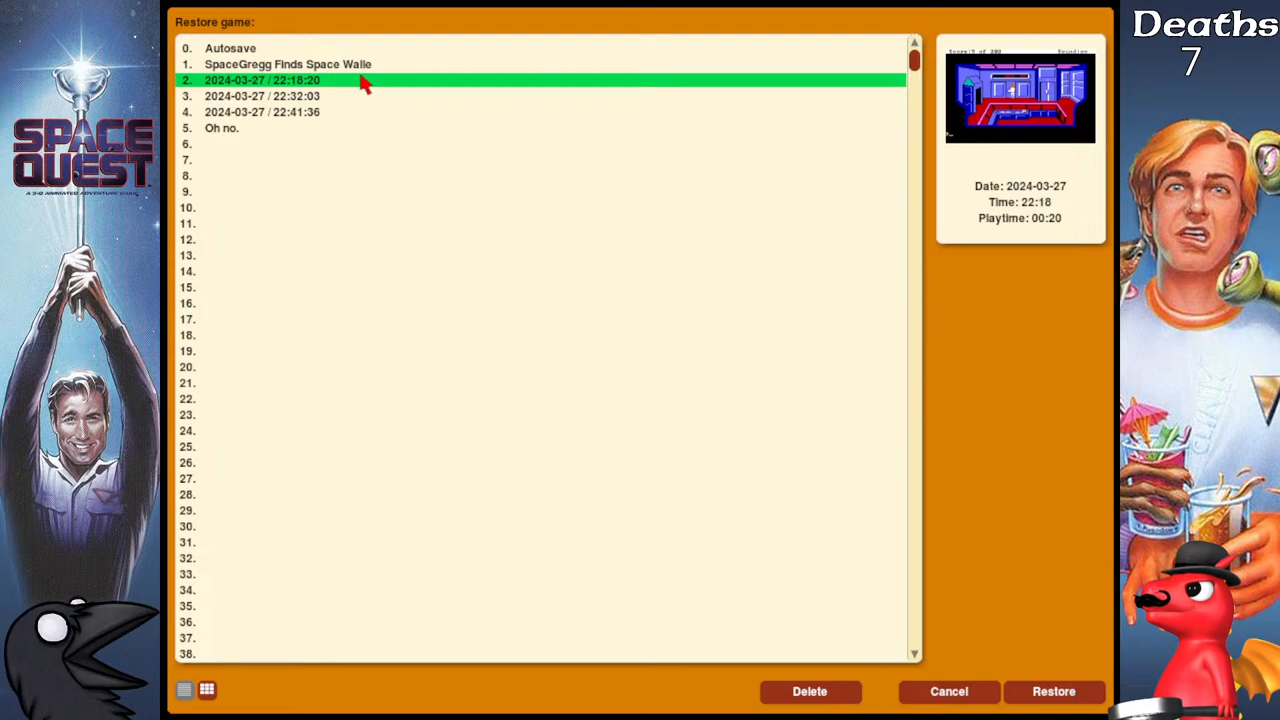 Restore game:
0. Autosave
1. SpaceGregg Finds Space Walle
2. 2024-03-27 / 22:18:20
3. 2024-03-27 / 22:32:03
4. 2024-03-27 / 22:41:36
5. Oh no.
6.
7.
8.
9.
10.
11.
12.
13.
14.
15.
16.
17.
18.
19.
20.
21.
22.
23.
24.
25.
26.
27.
28.
29.
30.
31.
32.
33.
34.
35.
36.
37.
38.
Delete
Cancel
Restore
Date: 2024-03-27
Time: 22:18
Playtime: 00:20
Deaths
7
SPACE
QUEST
A 3-D ANIMATED ADVENTURE GAME